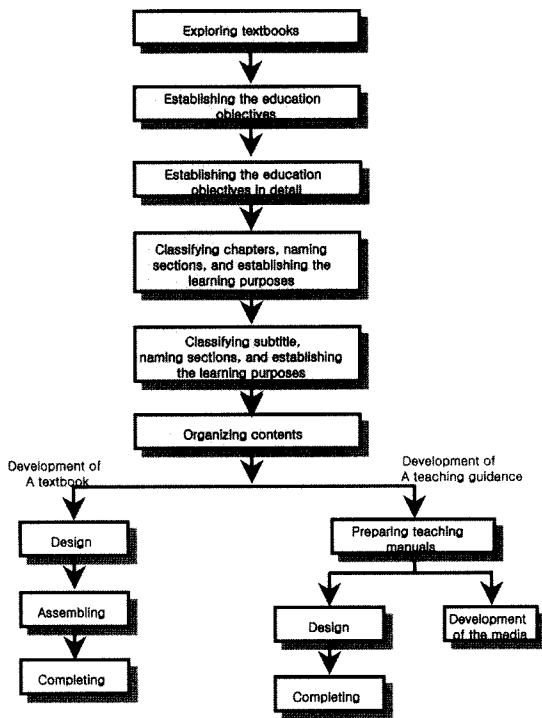 Exploring textbooks
Establishing the education
objectives
Establishing the education
objectives in detail
Classifying chapters, naming
sections, and establishing the
learning purposes
Classifying subtitle,
naming sections, and establishing
the learning purposes
Organizing contents
Development of
A textbook
Development of
A teaching guidance
Design
Assembling
Completing
Preparing teaching
manuals
Design
Completing
Development
of the media